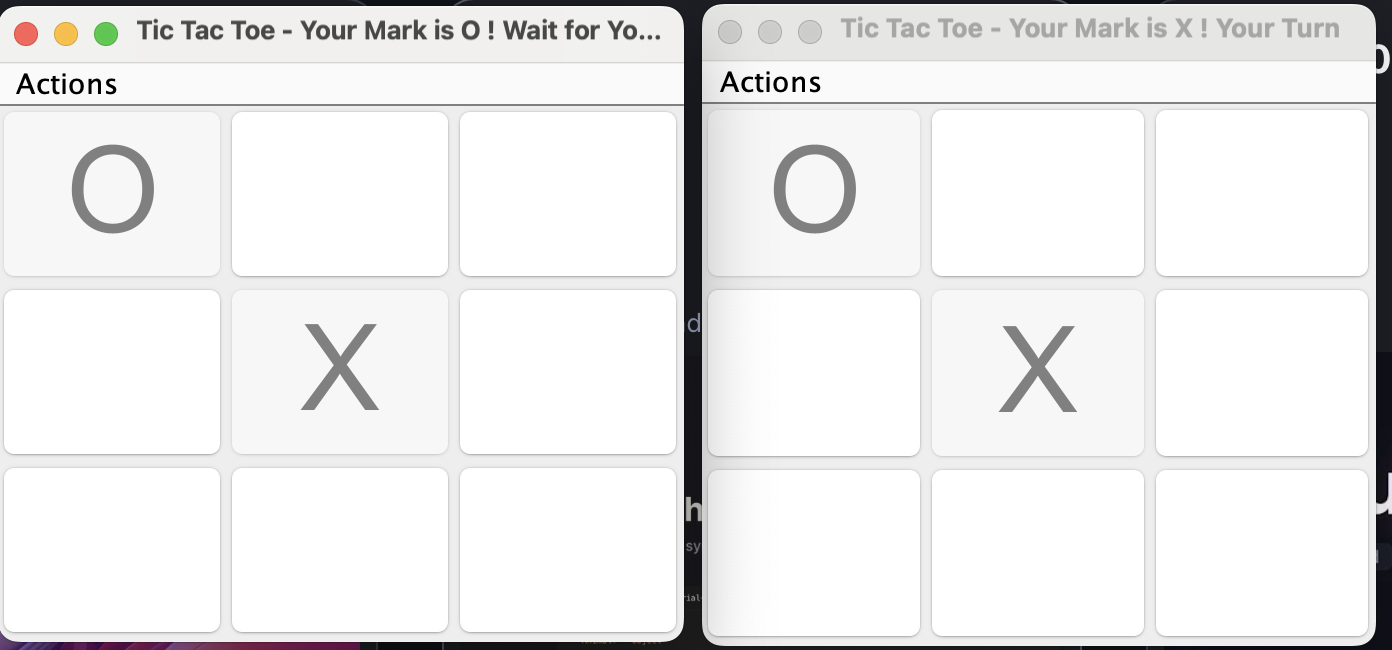 Tic Tac Toe - Your Mark is O ! Wait for Yo...
Actions
O
X
Tic Tac Toe - Your Mark is X ! Your Turn
Actions
O
X